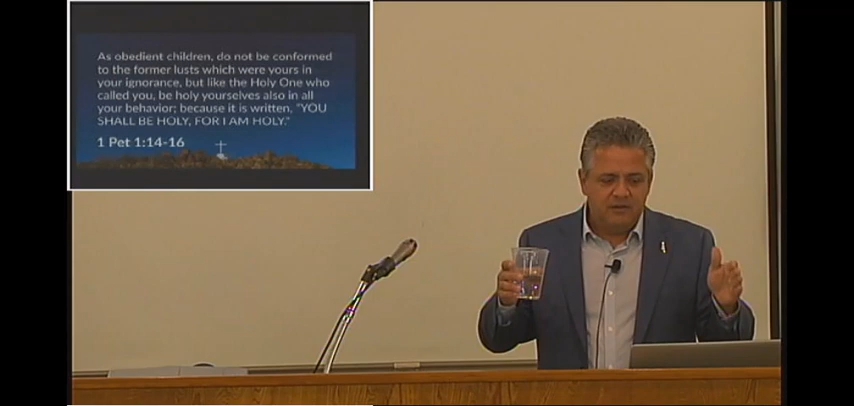 As obedient children, do not be conformed
to the former lusts which were yours in
your ignorance, but like the Holy One who
called you, be holy yourselves also in all
your behavior; because it is written, "YOU
SHALL BE HOLY, FOR I AM HOLY."
1 Pet 1:14-16